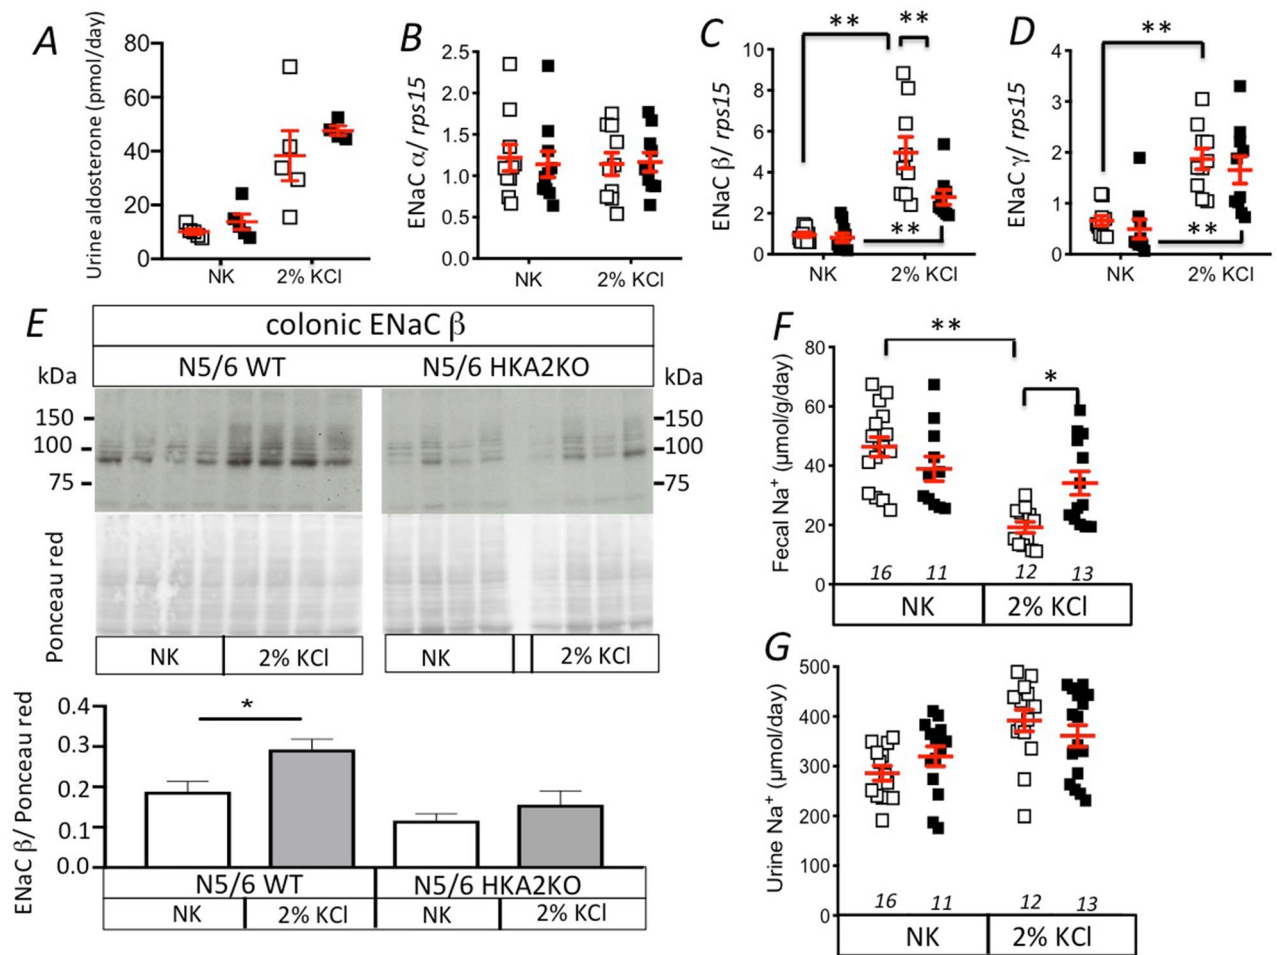 A
Urine aldosterone (pmol/day)
80
60
40
20
0
NK
2% KCl
B
ENaC α/ rps15
2.5
2.0
1.5
1.0
0.5
0.0
NK
2% KCl
C
ENaC β/ rps15
10
8
6
4
2
0
**
**
**
NK
2% KCl
D
ENaC γ/ rps15
4
3
2
1
0
**
**
NK
2% KCl
E
colonic ENaC β
N5/6 WT
N5/6 HKA2KO
kDa
150
100
75
kDa
150
100
75
Ponceau red
NK
2% KCl
NK
2% KCl
ENaC β/ Ponceau red
0.4
0.3
0.2
0.1
0.0
*
N5/6 WT
N5/6 HKA2KO
NK
2% KCl
NK
2% KCl
F
Fecal Na⁺ (µmol/g/day)
80
60
40
20
0
**
*
16
11
12
13
NK
2% KCl
G
Urine Na⁺ (µmol/day)
500
400
300
200
100
0
16
11
12
13
NK
2% KCl